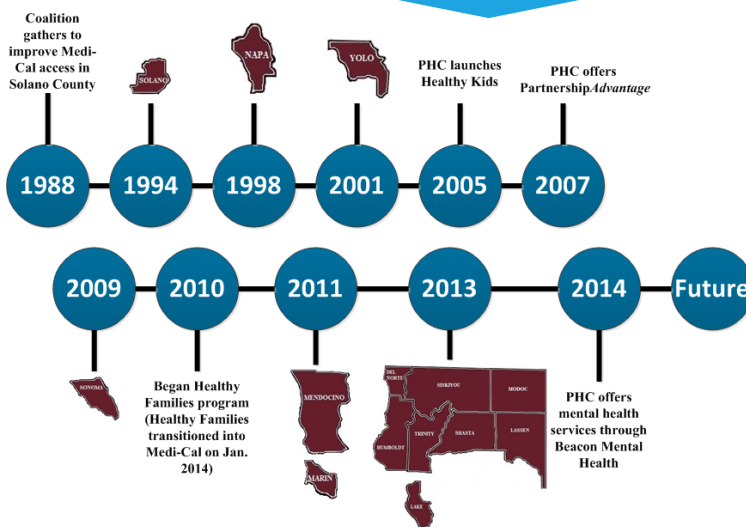 Coalition
gathers to
improve Medi-
Cal access in
Solano County
SOLANO
NAPA
YOLO
PHC launches
Healthy Kids
PHC offers
PartnershipAdvantage
1988
1994
1998
2001
2005
2007
2009
2010
2011
2013
2014
Future
SONOMA
Began Healthy
Families program
(Healthy Families
transitioned into
Medi-Cal on Jan.
2014)
MENDOCINO
MARIN
DEL
NORTE
SISKIYOU
MODOC
HUMBOLDT
TRINITY
SHASTA
LASSEN
LAKE
PHC offers
mental health
services through
Beacon Mental
Health